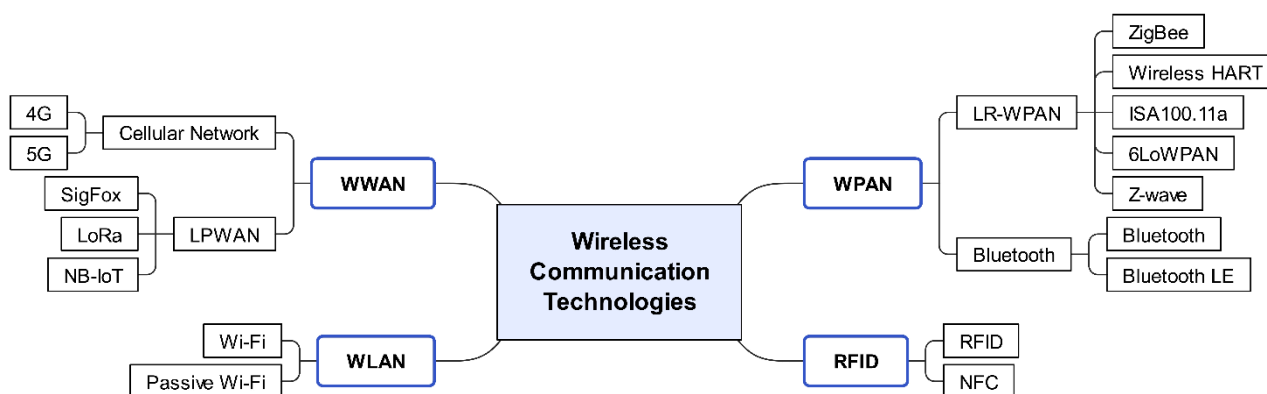 Wireless
Communication
Technologies
WWAN
Cellular Network
4G
5G
LPWAN
SigFox
LoRa
NB-IoT
WLAN
Wi-Fi
Passive Wi-Fi
WPAN
LR-WPAN
ZigBee
Wireless HART
ISA100.11a
6LoWPAN
Z-wave
Bluetooth
Bluetooth
Bluetooth LE
RFID
RFID
NFC